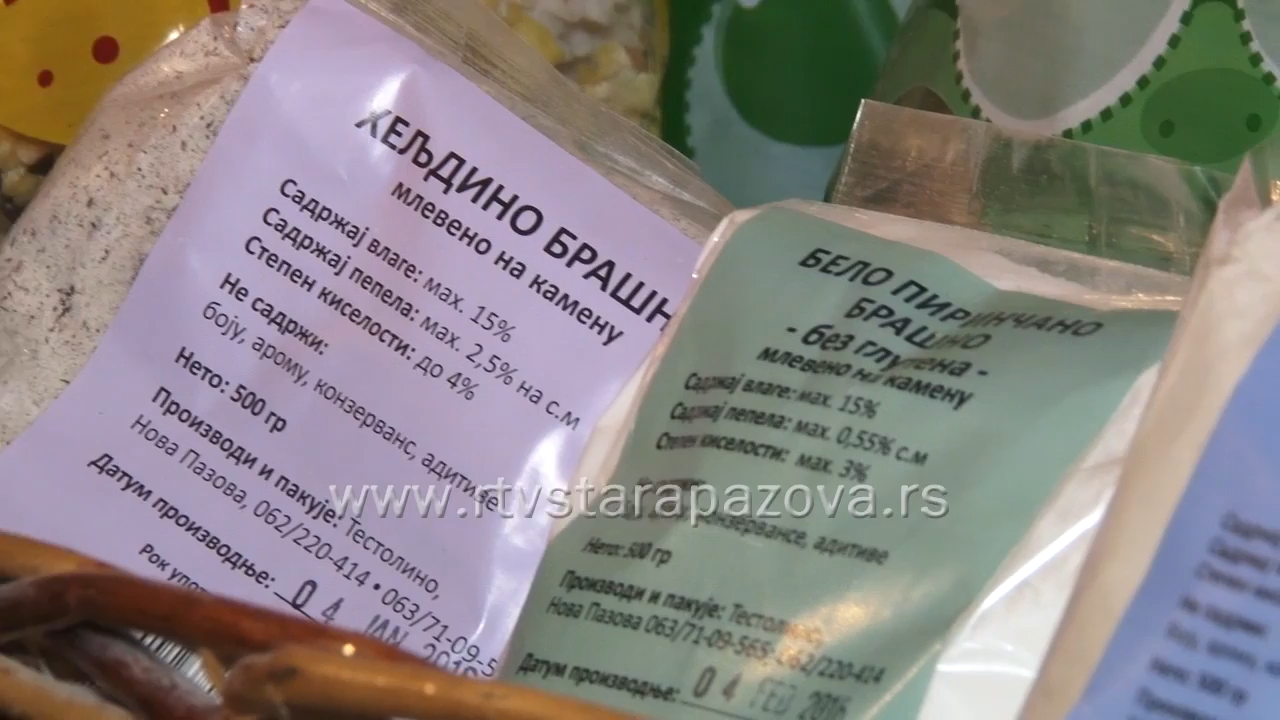 ХЕЉДИНО БРАШН
млевено на камену
Садржај влаге: мах. 15%
Садржај пепела: мах. 2,5% на с.м
Степен киселости: до 4%
Не садржи:
боју, арому, конзерванс, адитиве
Нето: 500 гр
Производи и пакује: Тестолино,
Нова Пазова, 062/220-414 • 063/71-09-5
Датум производње: 04 JAN
Рок упот
БЕЛО ПИРИНЧАНО
БРАШНО
- без глутена -
млевено на камену
Садржај влаге: мах. 15%
Садржај пепела: мах. 0,55% с.м
Степен киселости: мах. 3%
конзервансе, адитиве
Нето: 500 гр
Производи и пакује: Тестолино,
Нова Пазова 063/71-09-565, 062/220-414
Датум производње: 04 FEB 2016
www.rtvstarapazova.rs